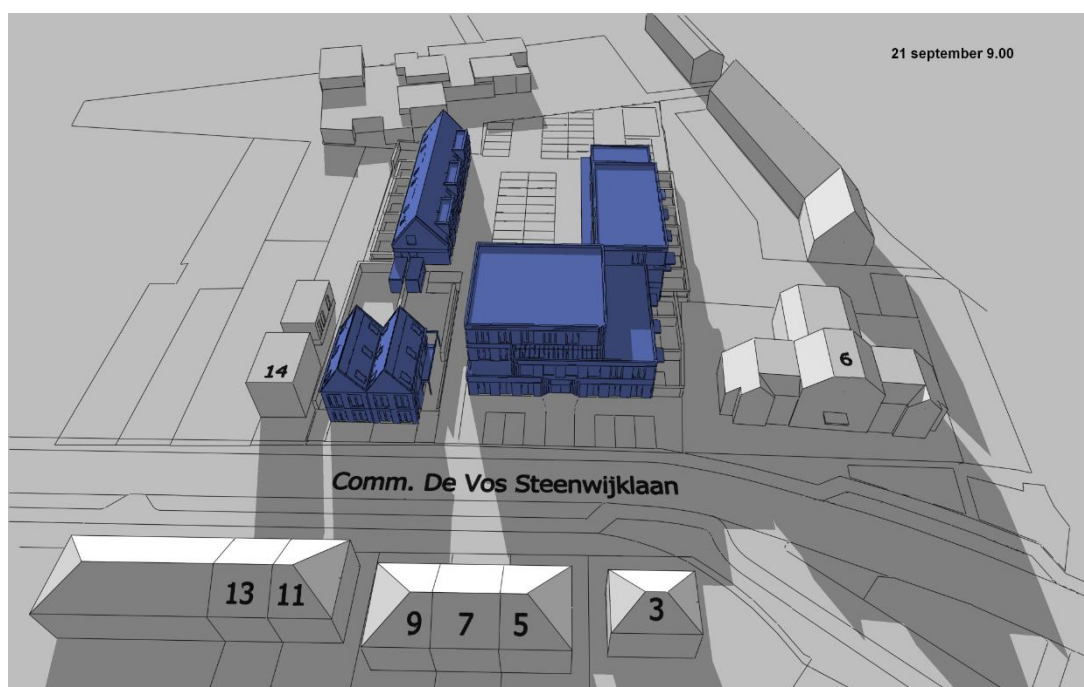 21 september 9.00
14
6
Comm. De Vos Steenwijklaan
13 11
9 7 5
3